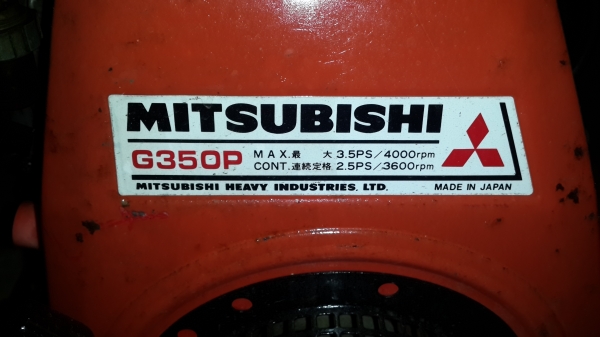 MITSUBISHI
G350P MAX.最 大 3.5PS/4000rpm
CONT.連続定格 2.5PS/3600rpm
MITSUBISHI HEAVY INDUSTRIES, LTD. MADE IN JAPAN